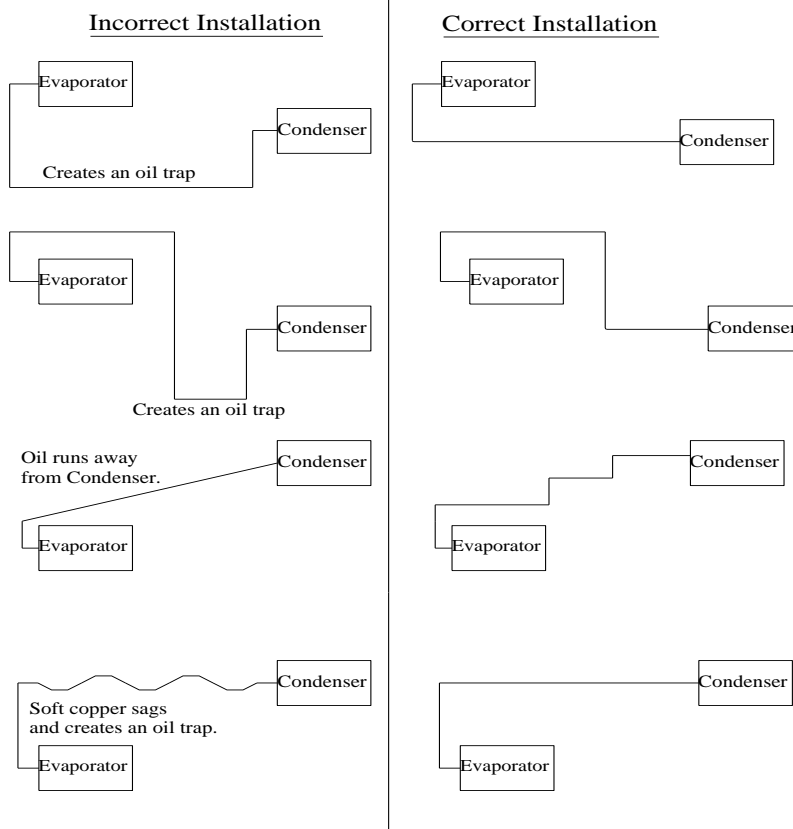 Incorrect Installation
Evaporator
Condenser
Creates an oil trap
Evaporator
Condenser
Creates an oil trap
Oil runs away
from Condenser.
Condenser
Evaporator
Condenser
Soft copper sags
and creates an oil trap.
Evaporator
Correct Installation
Evaporator
Condenser
Evaporator
Condenser
Condenser
Evaporator
Condenser
Evaporator